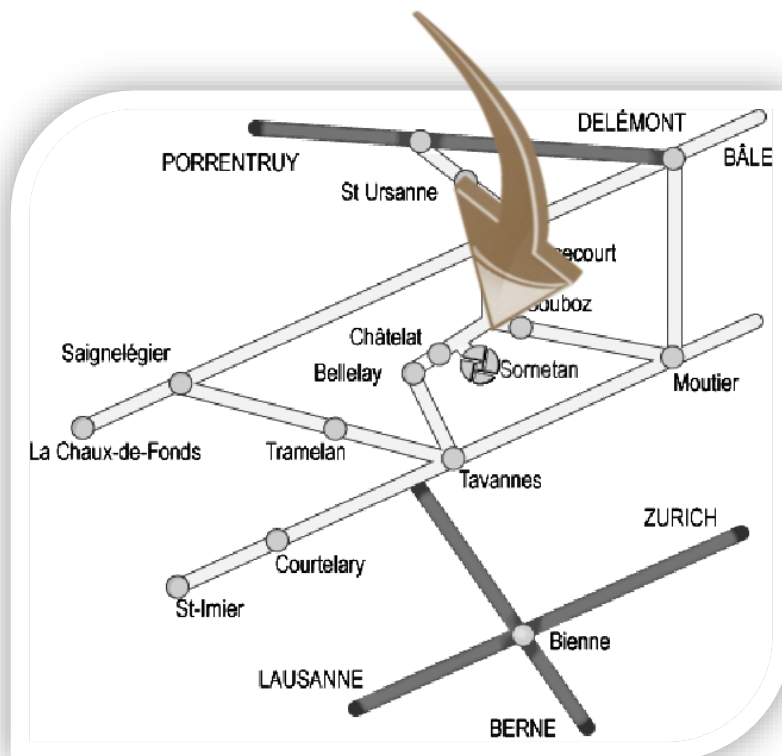 DELÉMONT
PORRENTRUY
BÂLE
St Ursanne
Châtelat
Saignelégier
Bellelay
Sornetan
Moutier
La Chaux-de-Fonds
Tramelan
Tavannes
ZURICH
Courtelary
St-Imier
Bienne
LAUSANNE
BERNE